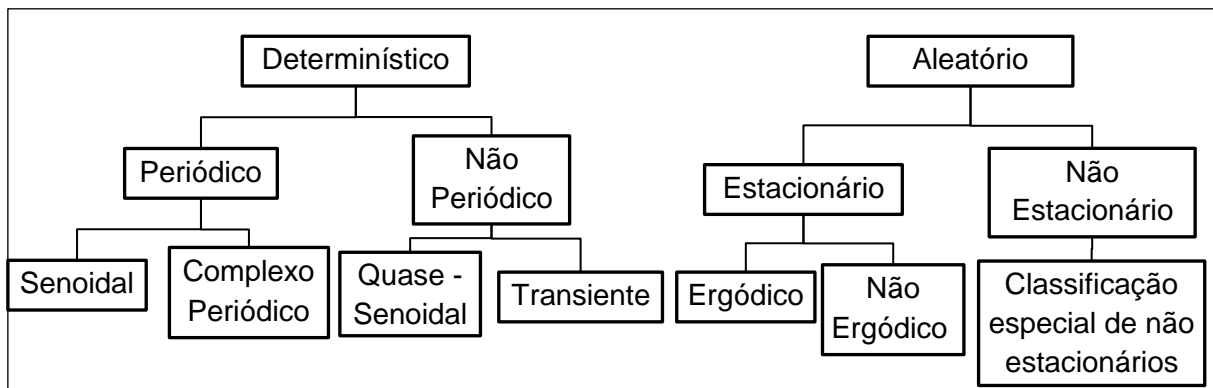 Determinístico
Aleatório
Periódico
Não
Periódico
Estacionário
Não
Estacionário
Senoidal
Complexo
Periódico
Quase -
Senoidal
Transiente
Ergódico
Não
Ergódico
Classificação
especial de não
estacionários